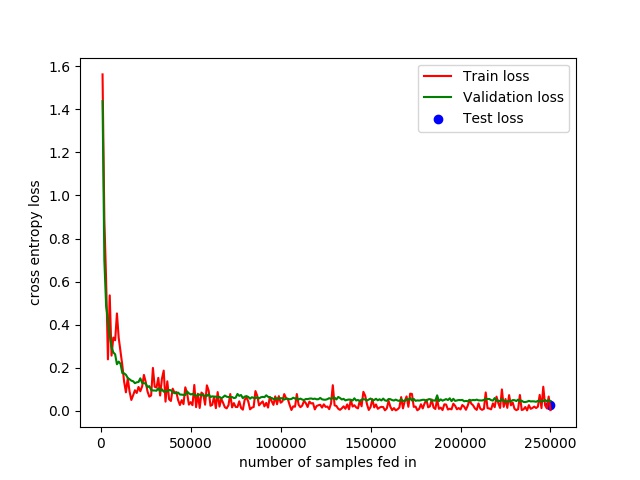 Train loss
Validation loss
Test loss
1.6
1.4
1.2
1.0
0.8
0.6
0.4
0.2
0.0
cross entropy loss
0 50000 100000 150000 200000 250000
number of samples fed in